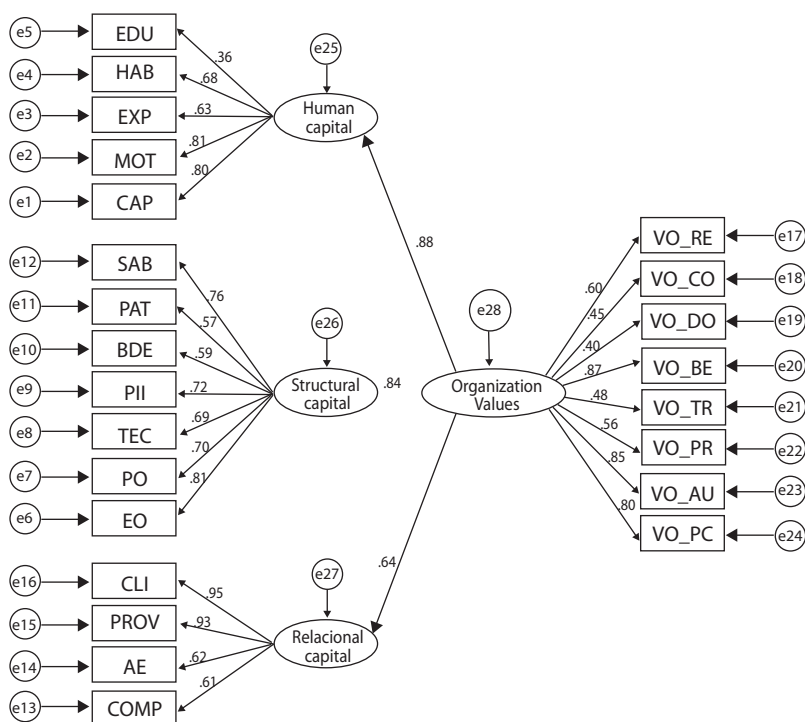 e5
EDU
.36
e4
HAB
.68
e3
EXP
.63
e2
MOT
.81
e1
CAP
.80
e25
Human
capital
.88
e12
SAB
.76
e11
PAT
.57
e10
BDE
.59
e9
PII
.72
e8
TEC
.69
e7
PO
.70
e6
EO
.81
e26
Structural
capital
.84
e28
Organization
Values
.64
e16
CLI
.95
e15
PROV
.93
e14
AE
.62
e13
COMP
.61
e27
Relacional
capital
.60
VO_RE
e17
.45
VO_CO
e18
.40
VO_DO
e19
.87
VO_BE
e20
.48
VO_TR
e21
.56
VO_PR
e22
.85
VO_AU
e23
.80
VO_PC
e24